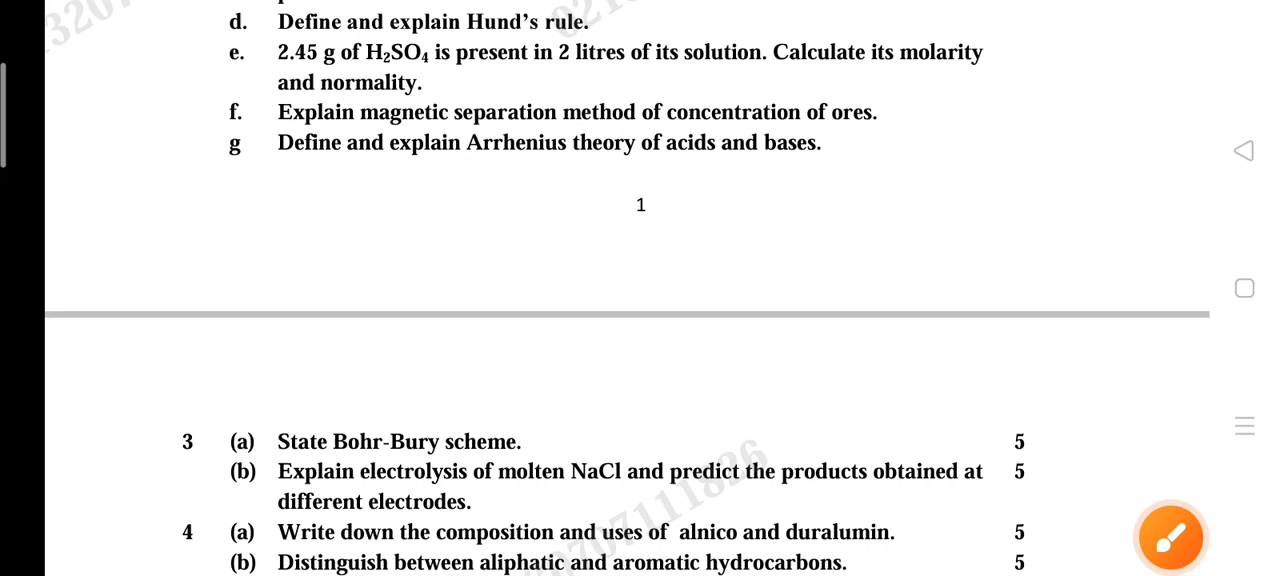 d. Define and explain Hund's rule.
e. 2.45 g of H₂SO₄ is present in 2 litres of its solution. Calculate its molarity
and normality.
f. Explain magnetic separation method of concentration of ores.
g Define and explain Arrhenius theory of acids and bases.
1
3 (a) State Bohr-Bury scheme. 5
(b) Explain electrolysis of molten NaCl and predict the products obtained at 5
different electrodes.
4 (a) Write down the composition and uses of alnico and duralumin. 5
(b) Distinguish between aliphatic and aromatic hydrocarbons. 5